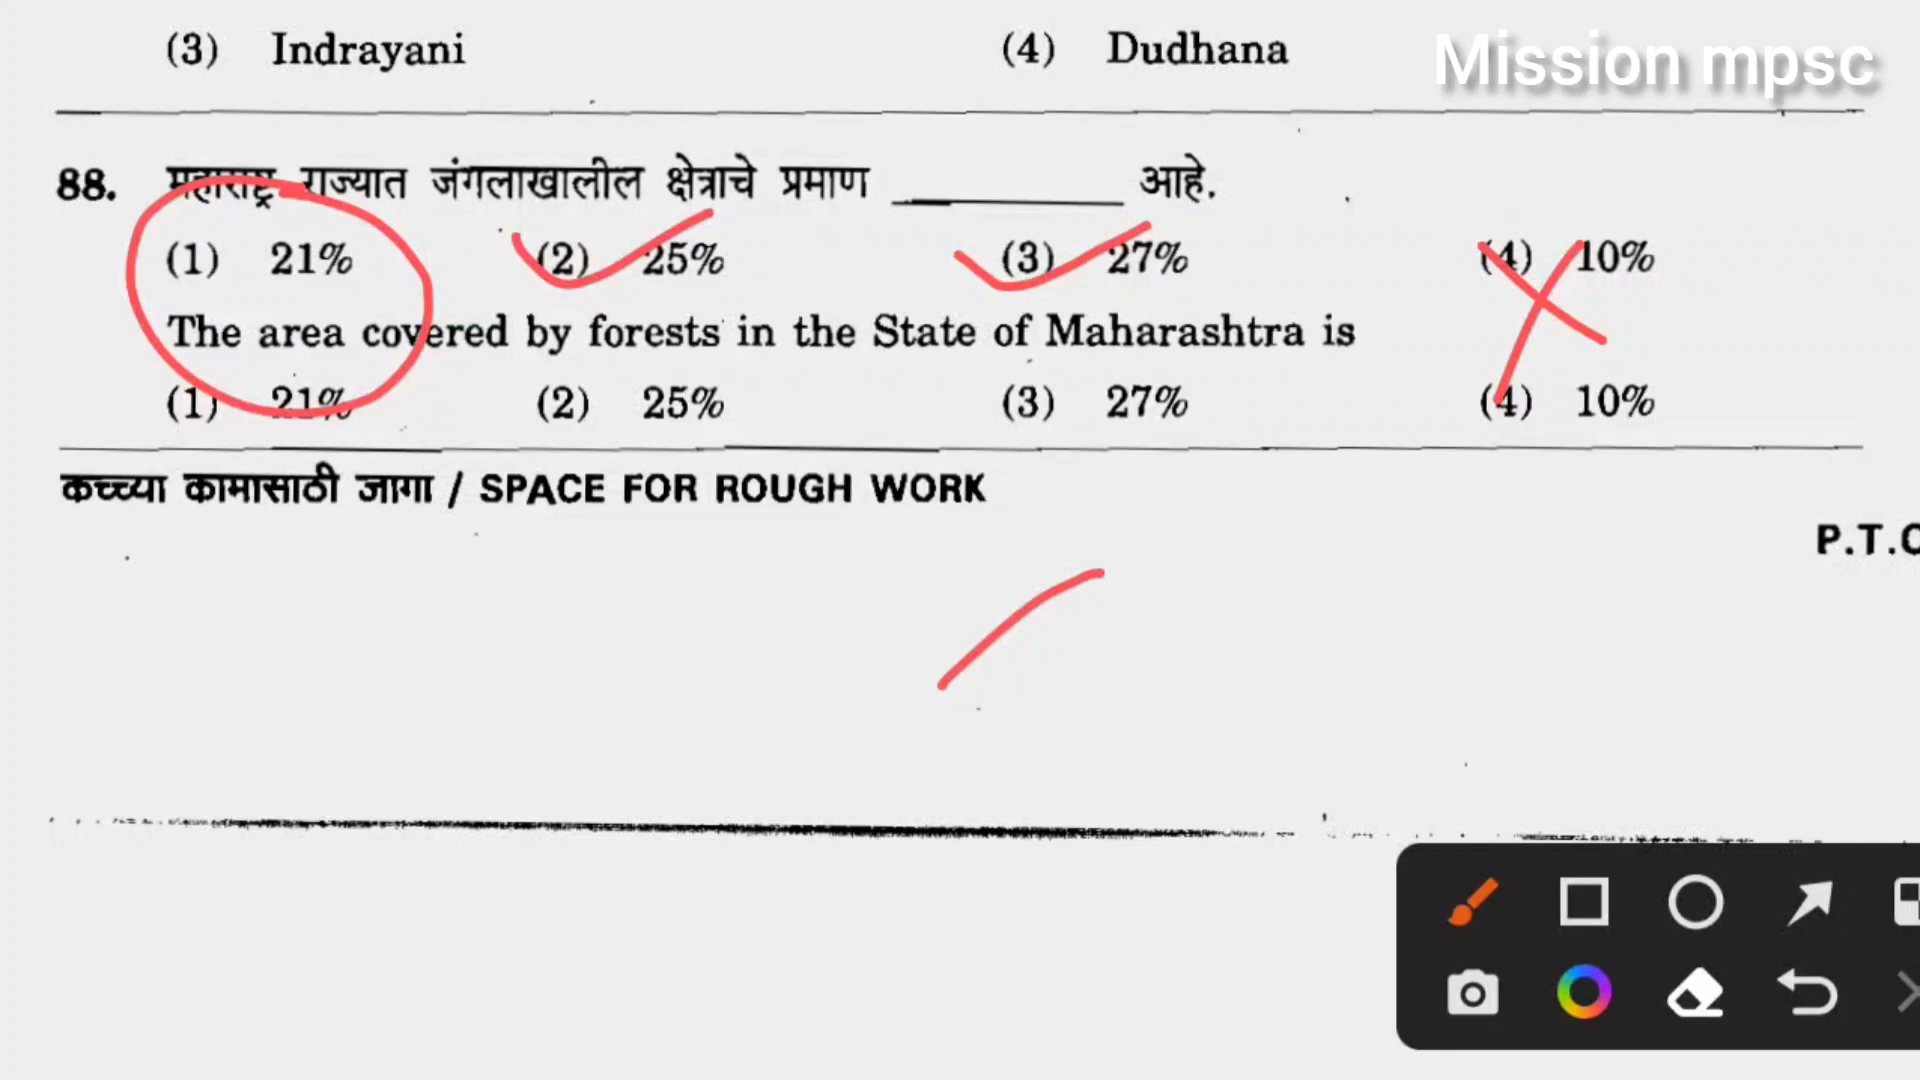 (3) Indrayani (4) Dudhana
Mission mpsc
88. महाराष्ट्र राज्यात जंगलाखालील क्षेत्राचे प्रमाण __________ आहे.
(1) 21% (2) 25% (3) 27% (4) 10%
The area covered by forests in the State of Maharashtra is
(1) 21% (2) 25% (3) 27% (4) 10%
कच्च्या कामासाठी जागा / SPACE FOR ROUGH WORK
P.T.O